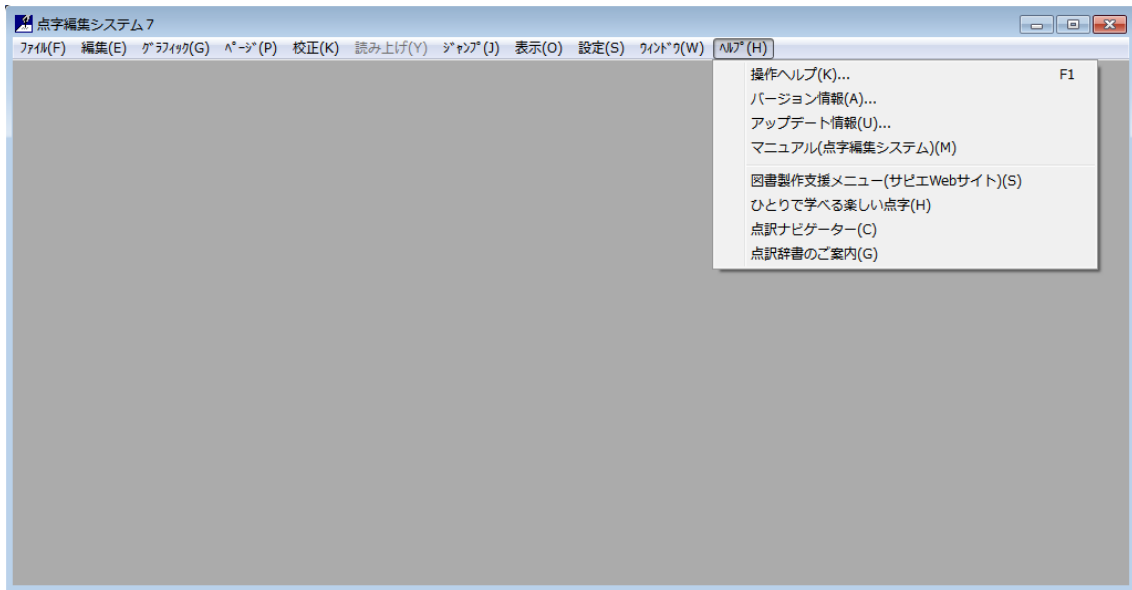 点字編集システム7
ﾌｧｲﾙ(F) 編集(E) ｸﾞﾗﾌｨｯｸ(G) ﾍﾟｰｼﾞ(P) 校正(K) 読み上げ(Y) ｼﾞｬﾝﾌﾟ(J) 表示(O) 設定(S) ｳｨﾝﾄﾞｳ(W) ﾍﾙﾌﾟ(H)
操作ヘルプ(K)... F1
バージョン情報(A)...
アップデート情報(U)...
マニュアル(点字編集システム)(M)
図書製作支援メニュー(サピエWebサイト)(S)
ひとりで学べる楽しい点字(H)
点訳ナビゲーター(C)
点訳辞書のご案内(G)